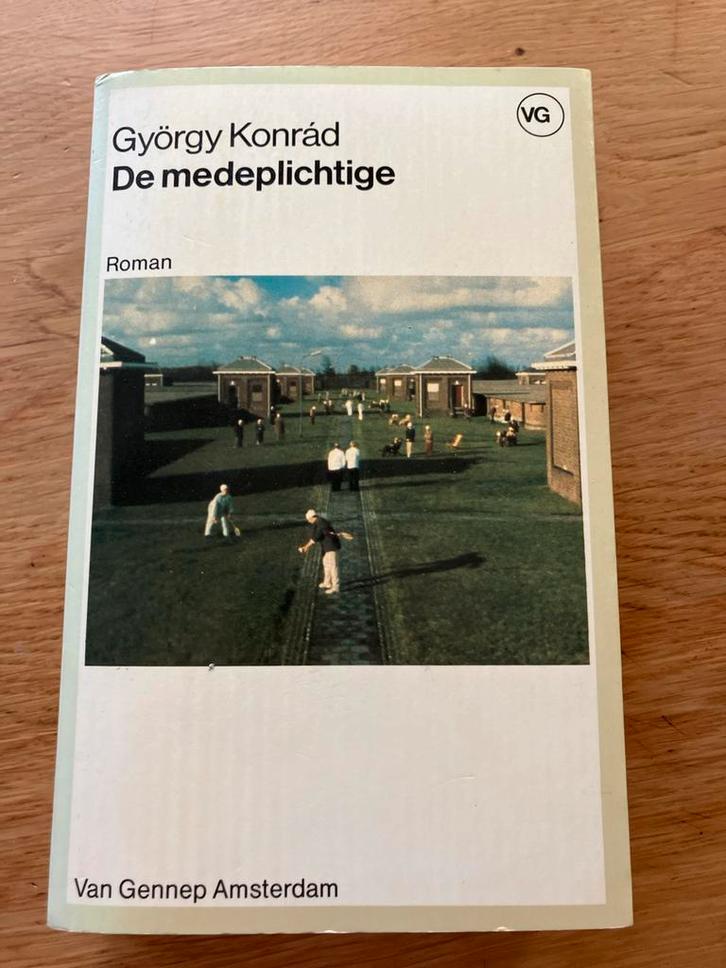 VG
György Konrád
De medeplichtige
Roman
Van Gennep Amsterdam